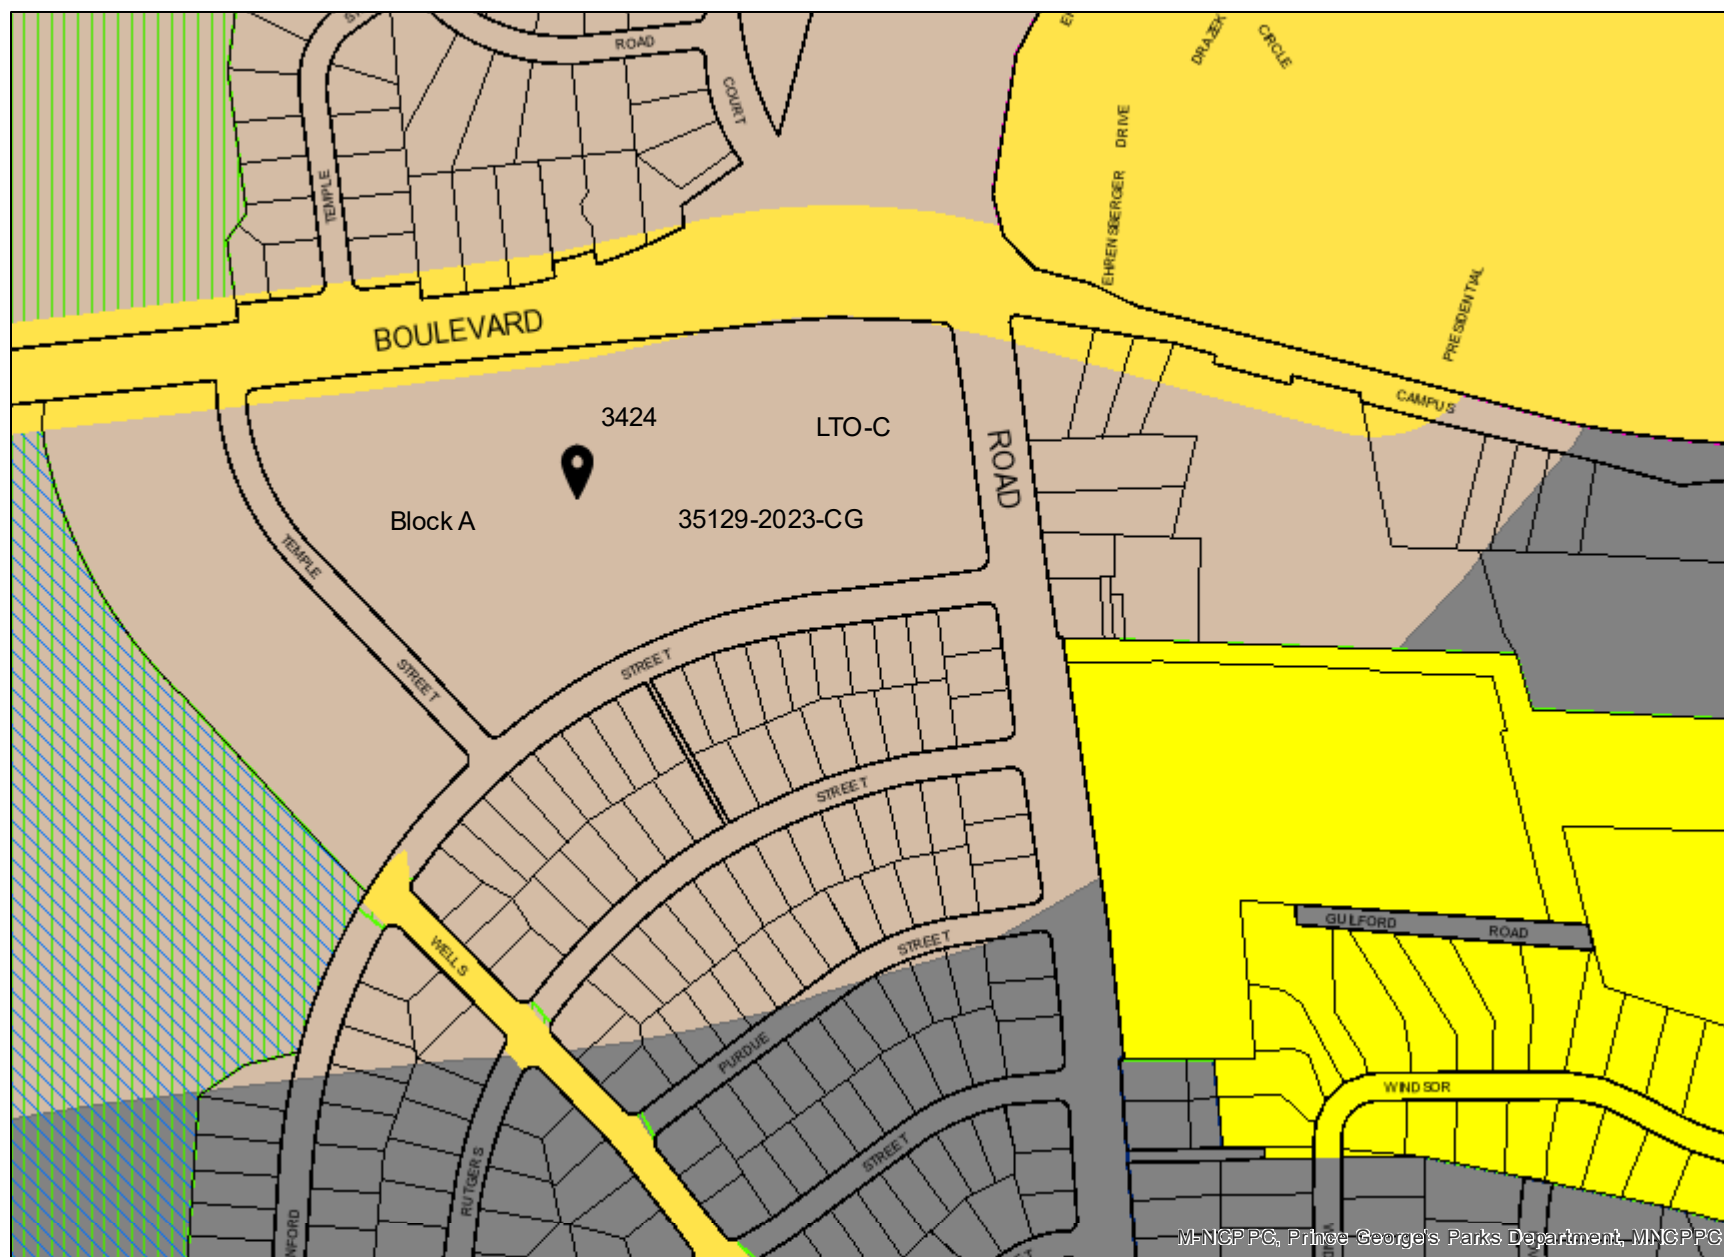 ROAD
DRAZEK
CIRCLE
COURT
DRIVE
EHRENSBERGER
TEMPLE
PRESIDENTIAL
BOULEVARD
CAMPUS
3424
LTO-C
ROAD
Block A
35129-2023-CG
TEMPLE
STREET
STREET
STREET
GUILFORD ROAD
WELLS
STREET
PURDUE
WINDSOR
STREET
RUTGERS
M-NCPPC, Prince George's Parks Department, MNCPPC